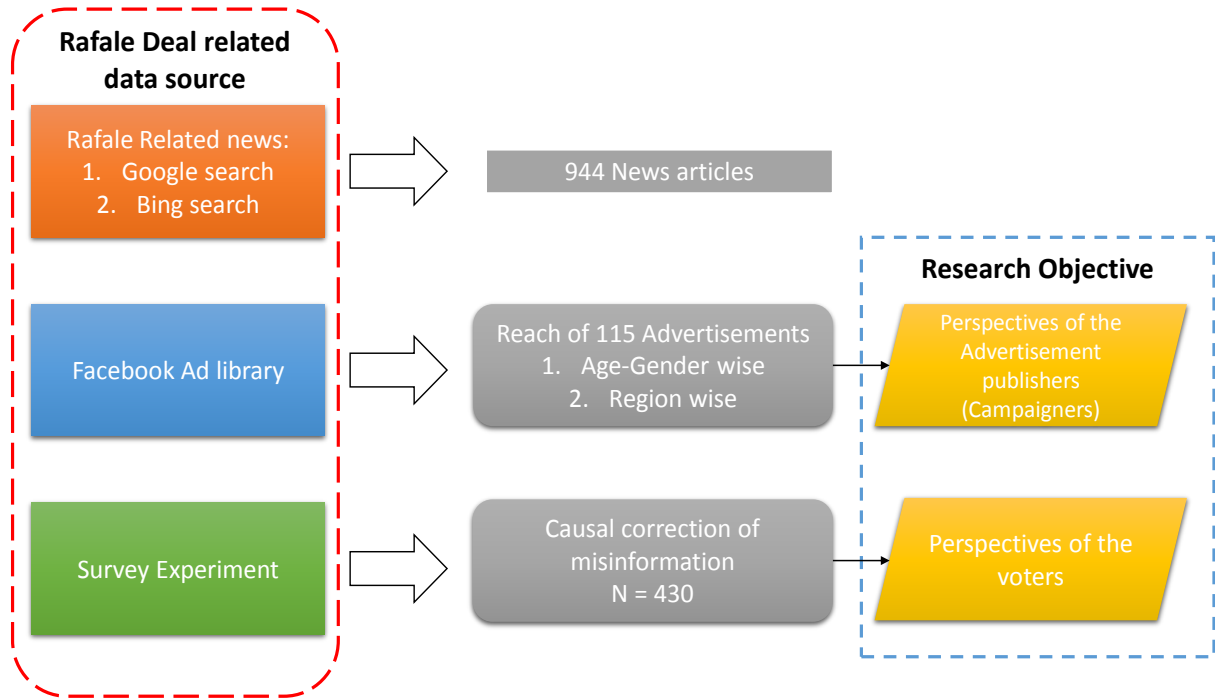 Rafale Deal related
data source
Rafale Related news:
1. Google search
2. Bing search
944 News articles
Research Objective
Facebook Ad library
Reach of 115 Advertisements
1. Age-Gender wise
2. Region wise
Perspectives of the
Advertisement
publishers
(Campaigners)
Survey Experiment
Causal correction of
misinformation
N = 430
Perspectives of the
voters